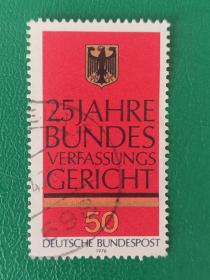 25 JAHRE
BUNDES
VERFASSUNGS
GERICHT
50
DEUTSCHE BUNDESPOST
1976